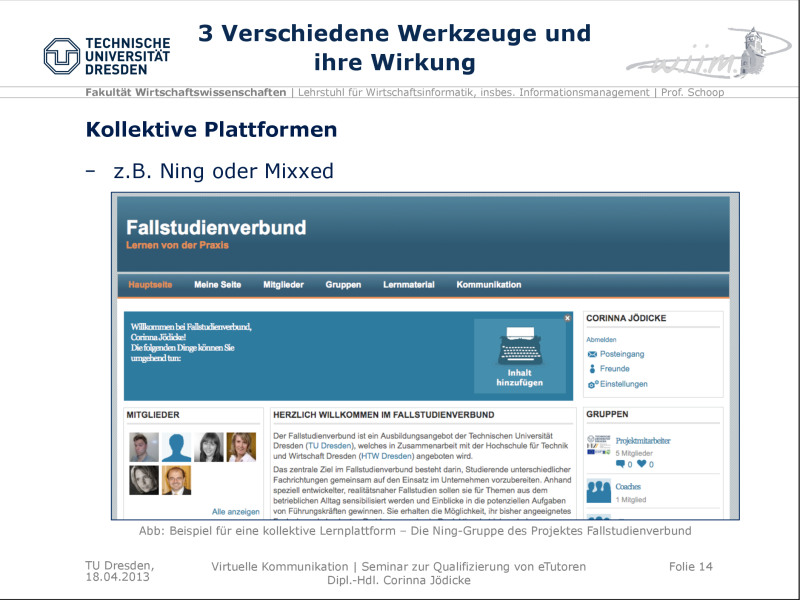 3 Verschiedene Werkzeuge und
ihre Wirkung
TECHNISCHE
UNIVERSITÄT
DRESDEN
w.i.i.m.
Fakultät Wirtschaftswissenschaften | Lehrstuhl für Wirtschaftsinformatik, insbes. Informationsmanagement | Prof. Schoop
Kollektive Plattformen
– z.B. Ning oder Mixxed
Fallstudienverbund
Lernen von der Praxis
Hauptseite Meine Seite Mitglieder Gruppen Lernmaterial Kommunikation
Willkommen bei Fallstudienverbund,
Corinna Jödicke!
Die folgenden Dinge können Sie
umgehend tun:
Inhalt
hinzufügen
CORINNA JÖDICKE
Abmelden
Posteingang
Freunde
Einstellungen
MITGLIEDER
Alle anzeigen
HERZLICH WILLKOMMEN IM FALLSTUDIENVERBUND
Der Fallstudienverbund ist ein Ausbildungsangebot der Technischen Universität
Dresden (TU Dresden), welches in Zusammenarbeit mit der Hochschule für Technik
und Wirtschaft Dresden (HTW Dresden) angeboten wird.
Das zentrale Ziel im Fallstudienverbund besteht darin, Studierende unterschiedlicher
Fachrichtungen gemeinsam auf den Einsatz im Unternehmen vorzubereiten. Anhand
speziell entwickelter, realitätsnaher Fallstudien sollen sie für Themen aus dem
betrieblichen Alltag sensibilisiert werden und Einblicke in die potenziellen Aufgaben
von Führungskräften gewinnen. Sie erhalten die Möglichkeit, ihr bisher angeeignetes
GRUPPEN
Projektmitarbeiter
5 Mitglieder
0 0
Coaches
1 Mitglied
Abb: Beispiel für eine kollektive Lernplattform – Die Ning-Gruppe des Projektes Fallstudienverbund
TU Dresden,
18.04.2013
Virtuelle Kommunikation | Seminar zur Qualifizierung von eTutoren
Dipl.-Hdl. Corinna Jödicke
Folie 14